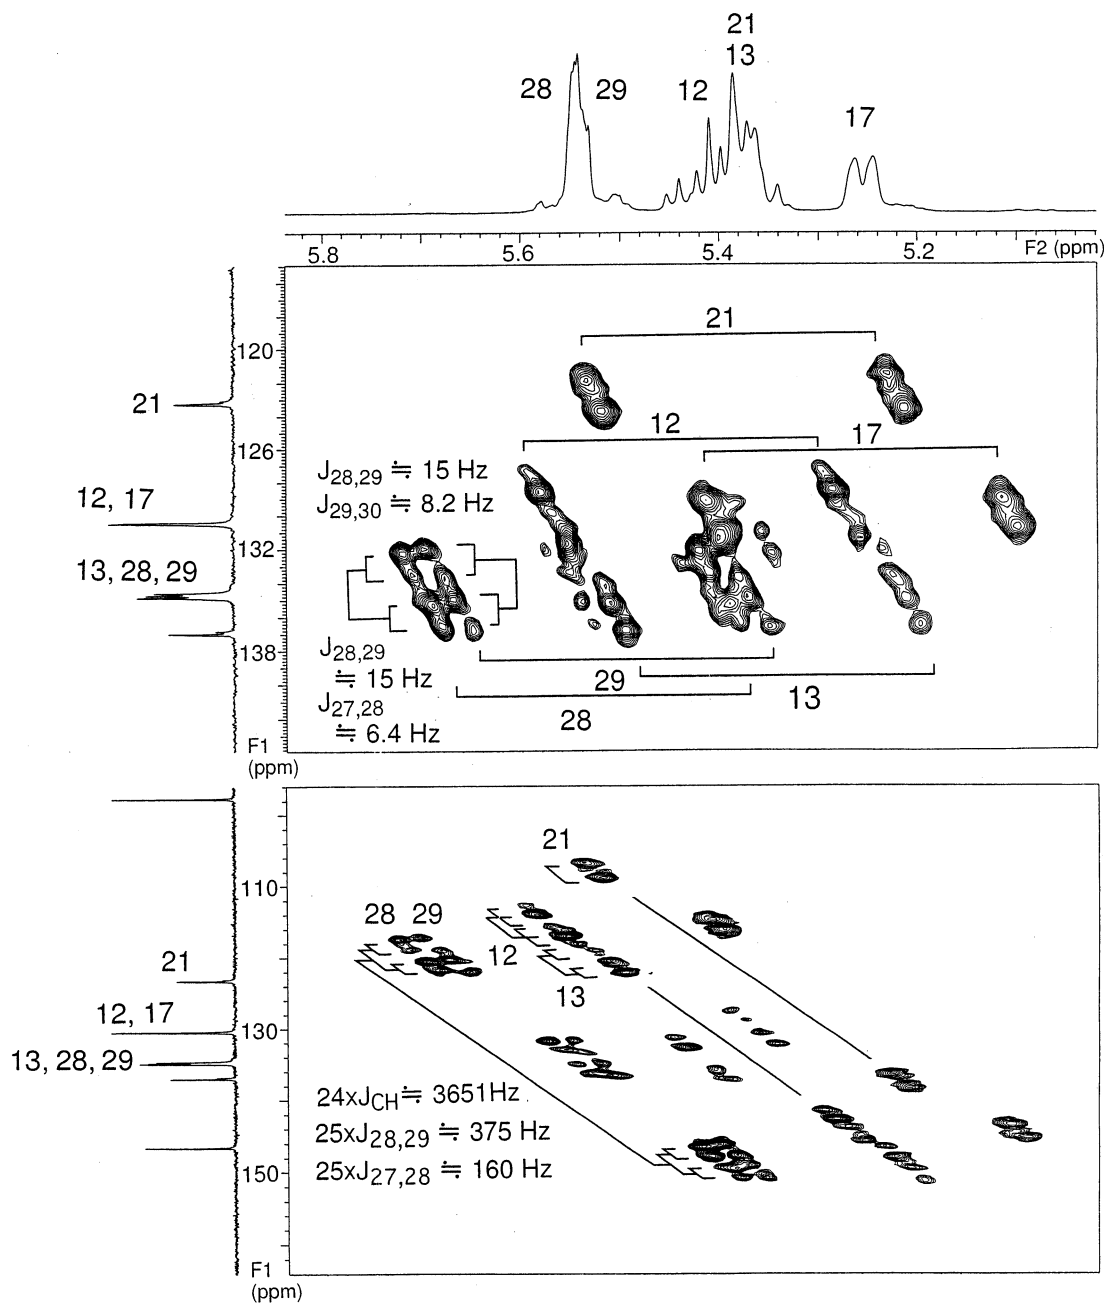 21
13
28
29
12
17
5.8
5.6
5.4
5.2
F2 (ppm)
21
120
21
12
17
126
J28,29 ≒ 15 Hz
12, 17
J29,30 ≒ 8.2 Hz
132
13, 28, 29
138
J28,29
≒ 15 Hz
29
13
J27,28
28
≒ 6.4 Hz
F1
(ppm)
21
110
28 29
12
21
13
12, 17
130
13, 28, 29
24xJCH ≒ 3651Hz
25xJ28,29 ≒ 375 Hz
25xJ27,28 ≒ 160 Hz
150
F1
(ppm)